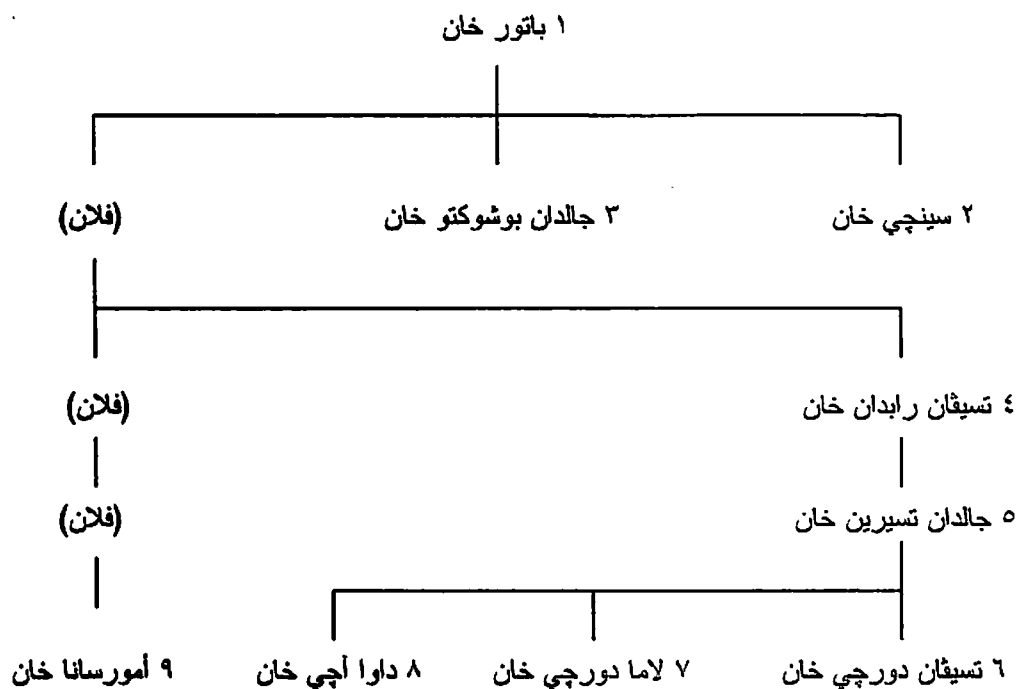 ١ باتور خان
٢ سينچي خان ٣ جالدان بوشوكتو خان (فلان)
٤ تسيڤان رابدان خان (فلان)
٥ جالدان تسيرين خان (فلان)
٦ تسيڤان دورچي خان ٧ لاما دورچي خان ٨ داوا آچي خان ٩ أمورسانا خان